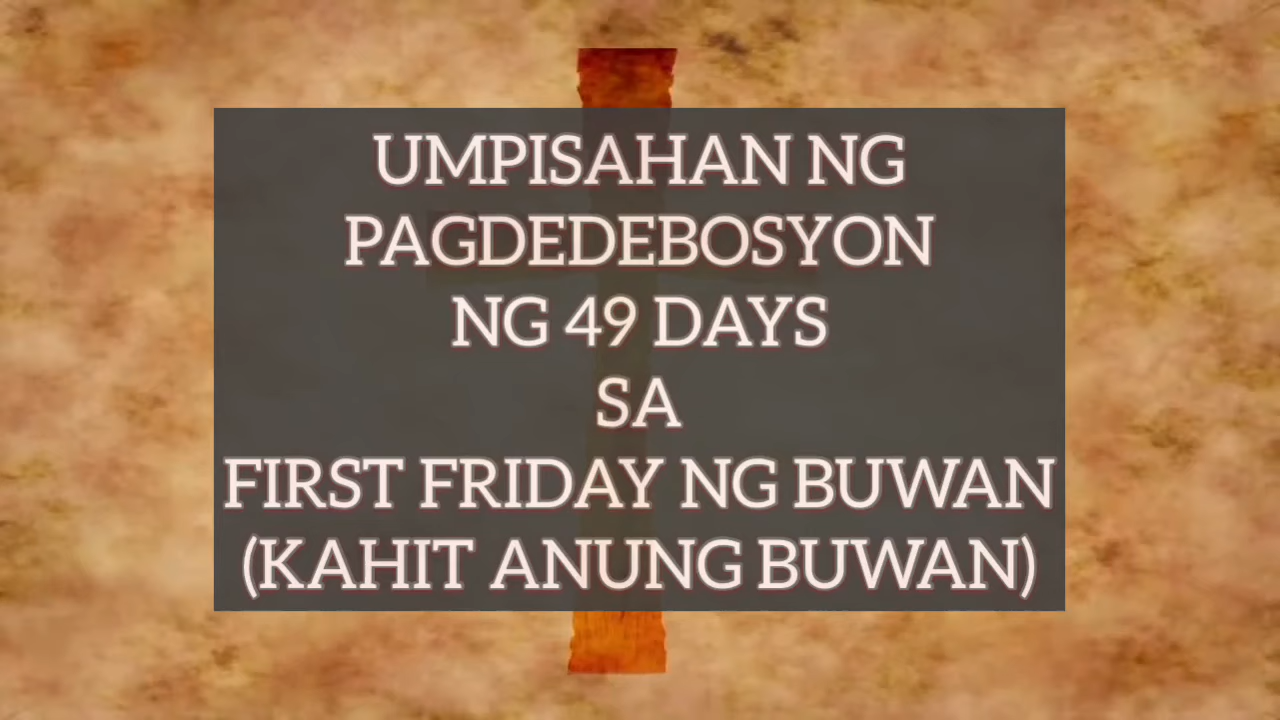 UMPISAHAN NG
PAGDEDEBOSYON
NG 49 DAYS
SA
FIRST FRIDAY NG BUWAN
(KAHIT ANUNG BUWAN)